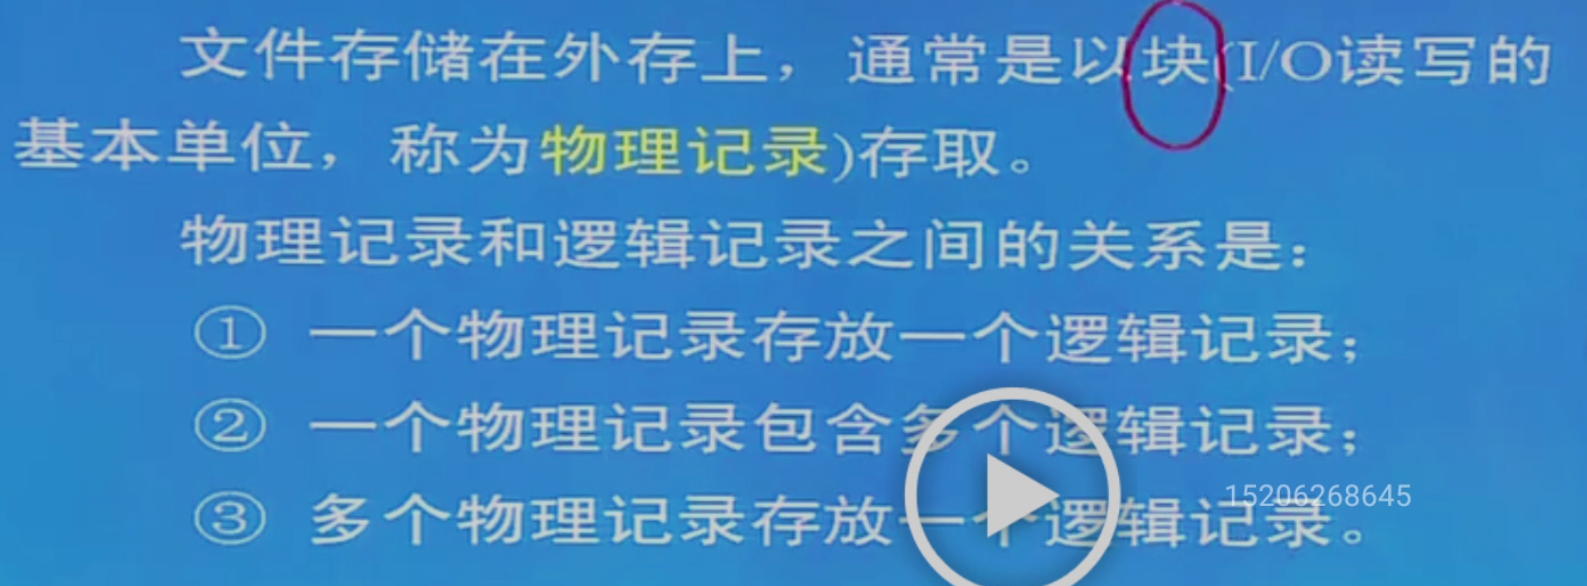 文件存储在外存上，通常是以块(I/O读写的
基本单位，称为物理记录)存取。
物理记录和逻辑记录之间的关系是：
① 一个物理记录存放一个逻辑记录；
② 一个物理记录包含多个逻辑记录；
③ 多个物理记录存放一个逻辑记录。
15206268645